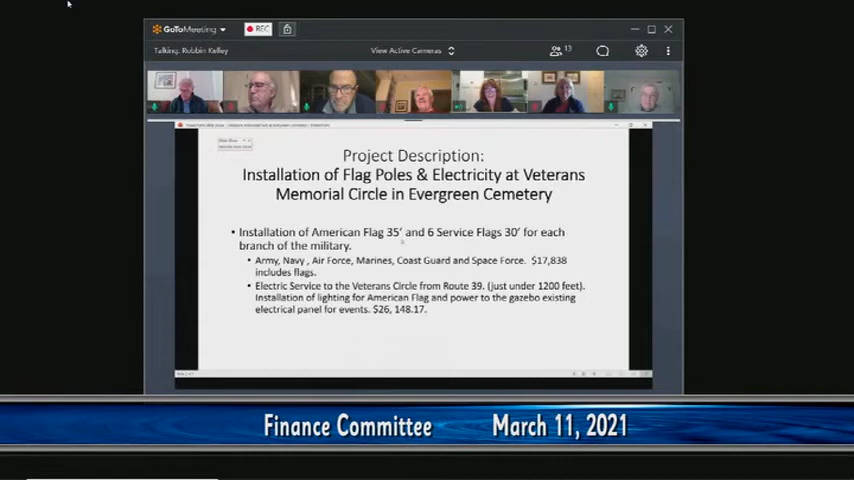 GoToMeeting
REC
Talking: Robbin Kelley
View Active Cameras
13
Project Description:
Installation of Flag Poles & Electricity at Veterans
Memorial Circle in Evergreen Cemetery
• Installation of American Flag 35' and 6 Service Flags 30' for each
branch of the military.
• Army, Navy , Air Force, Marines, Coast Guard and Space Force. $17,838
includes flags.
• Electric Service to the Veterans Circle from Route 39. (just under 1200 feet).
Installation of lighting for American Flag and power to the gazebo existing
electrical panel for events. $26, 148.17.
Finance Committee March 11, 2021